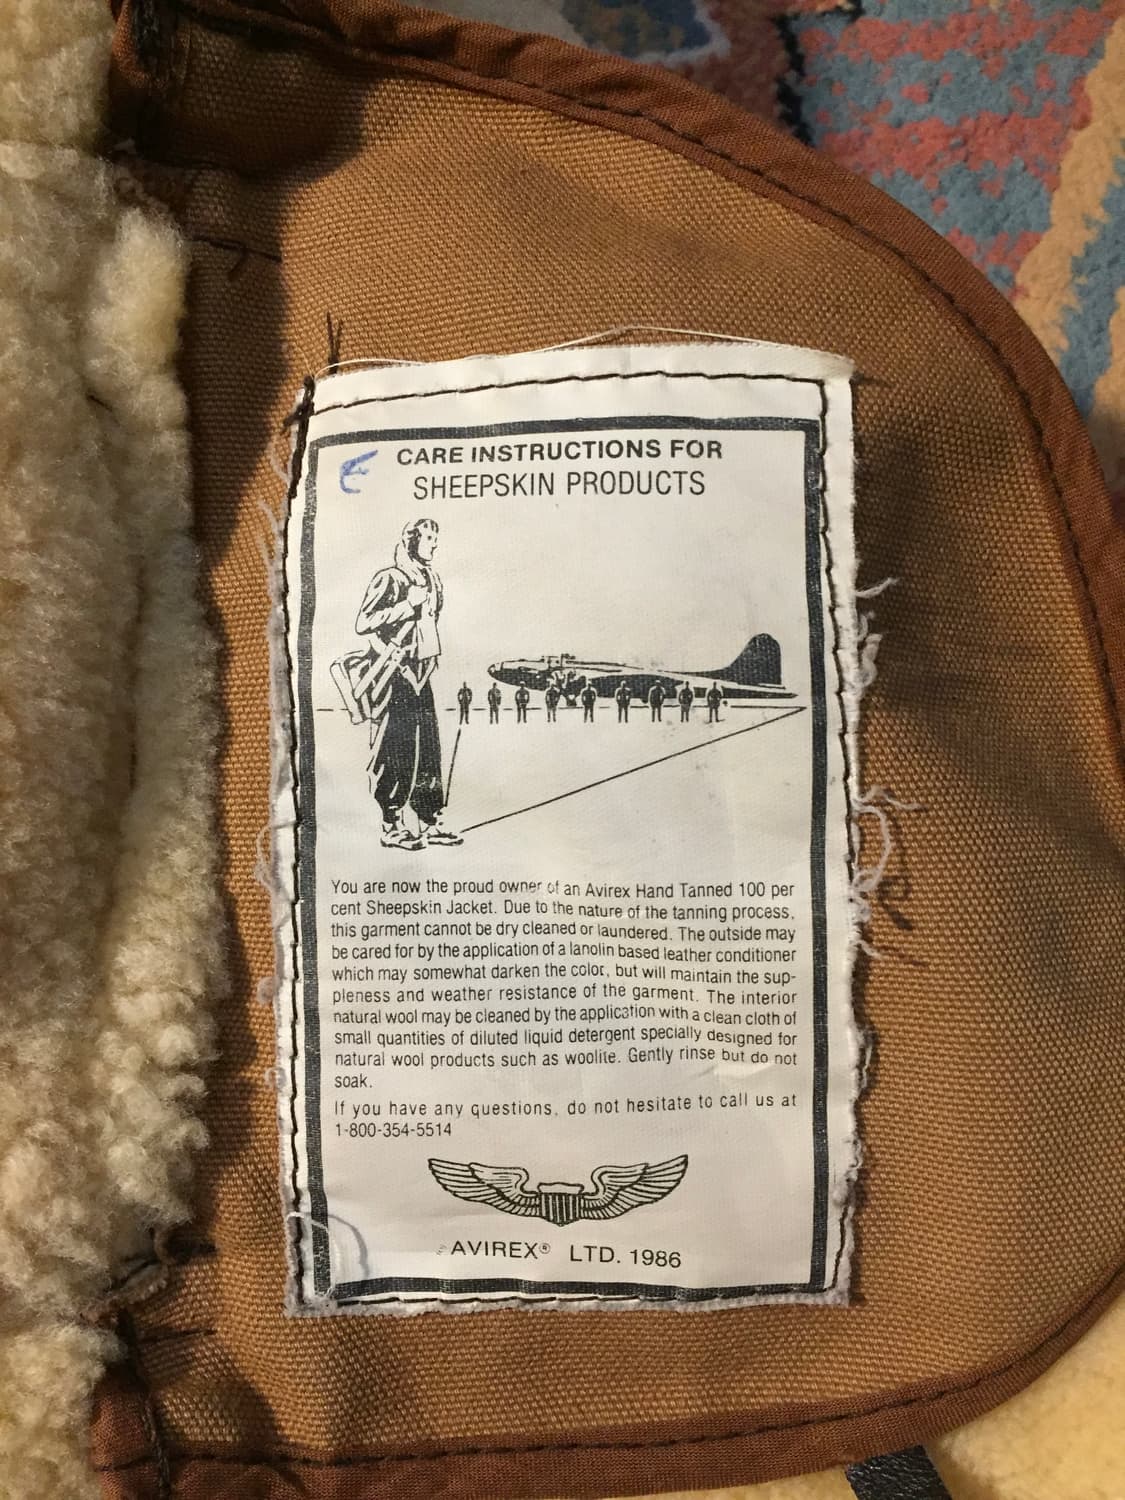 CARE INSTRUCTIONS FOR
SHEEPSKIN PRODUCTS
You are now the proud owner of an Avirex Hand Tanned 100 per
cent Sheepskin Jacket. Due to the nature of the tanning process,
this garment cannot be dry cleaned or laundered. The outside may
be cared for by the application of a lanolin based leather conditioner
which may somewhat darken the color, but will maintain the sup-
pleness and weather resistance of the garment. The interior
natural wool may be cleaned by the application with a clean cloth of
small quantities of diluted liquid detergent specially designed for
natural wool products such as woolite. Gently rinse but do not
soak.
If you have any questions, do not hesitate to call us at
1-800-354-5514
AVIREX® LTD. 1986